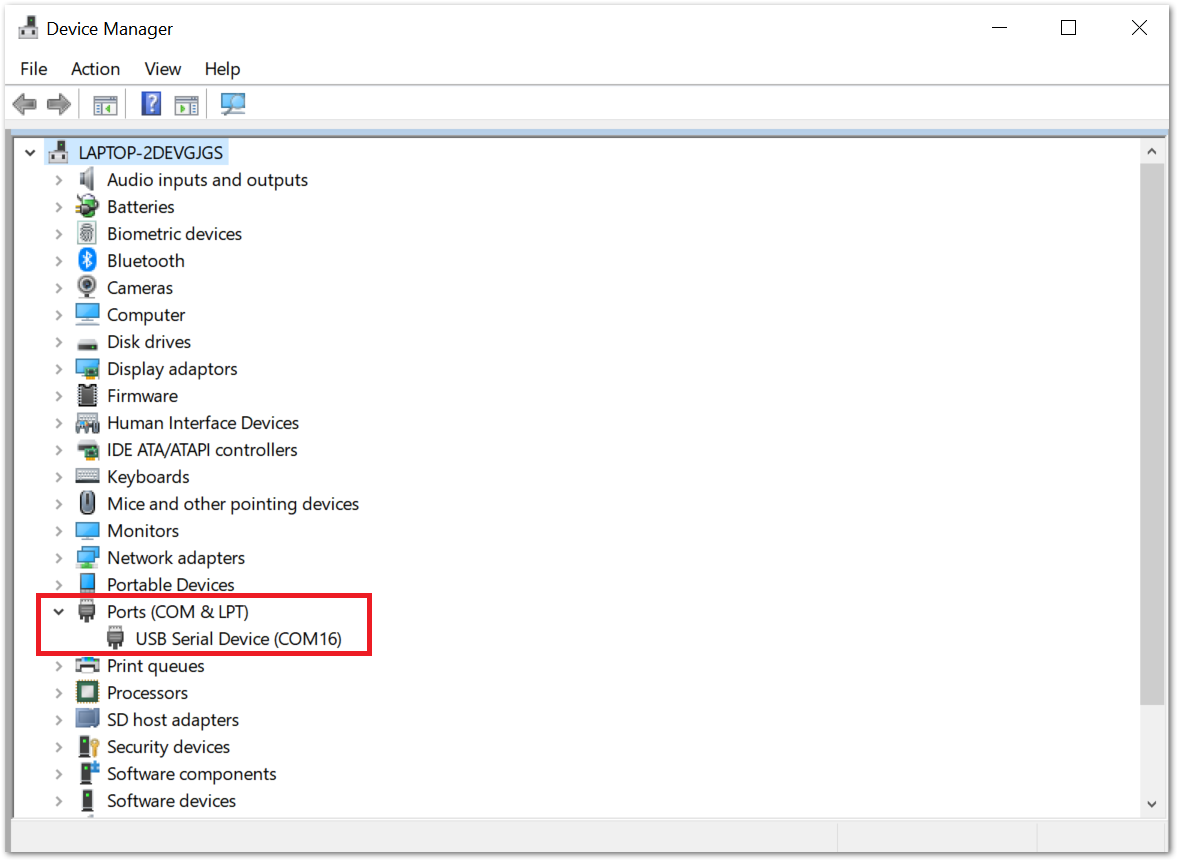 Device Manager
File Action View Help
?
LAPTOP-2DEVGJGS
Audio inputs and outputs
Batteries
Biometric devices
Bluetooth
Cameras
Computer
Disk drives
Display adaptors
Firmware
Human Interface Devices
IDE ATA/ATAPI controllers
Keyboards
Mice and other pointing devices
Monitors
Network adapters
Portable Devices
Ports (COM & LPT)
USB Serial Device (COM16)
Print queues
Processors
SD host adapters
Security devices
Software components
Software devices